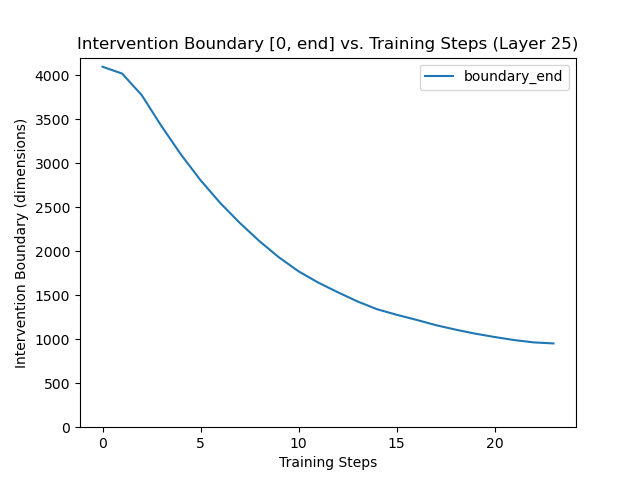 Intervention Boundary [0, end] vs. Training Steps (Layer 25)
boundary_end
Intervention Boundary (dimensions)
4000
3500
3000
2500
2000
1500
1000
500
0
0 5 10 15 20
Training Steps